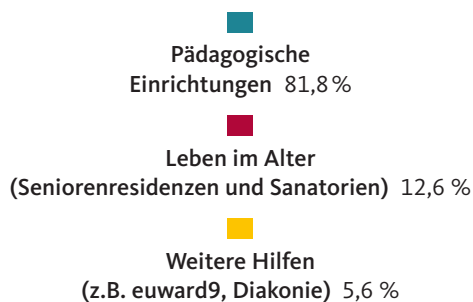 Pädagogische
Einrichtungen 81,8 %
Leben im Alter
(Seniorenresidenzen und Sanatorien) 12,6 %
Weitere Hilfen
(z.B. euward9, Diakonie) 5,6 %